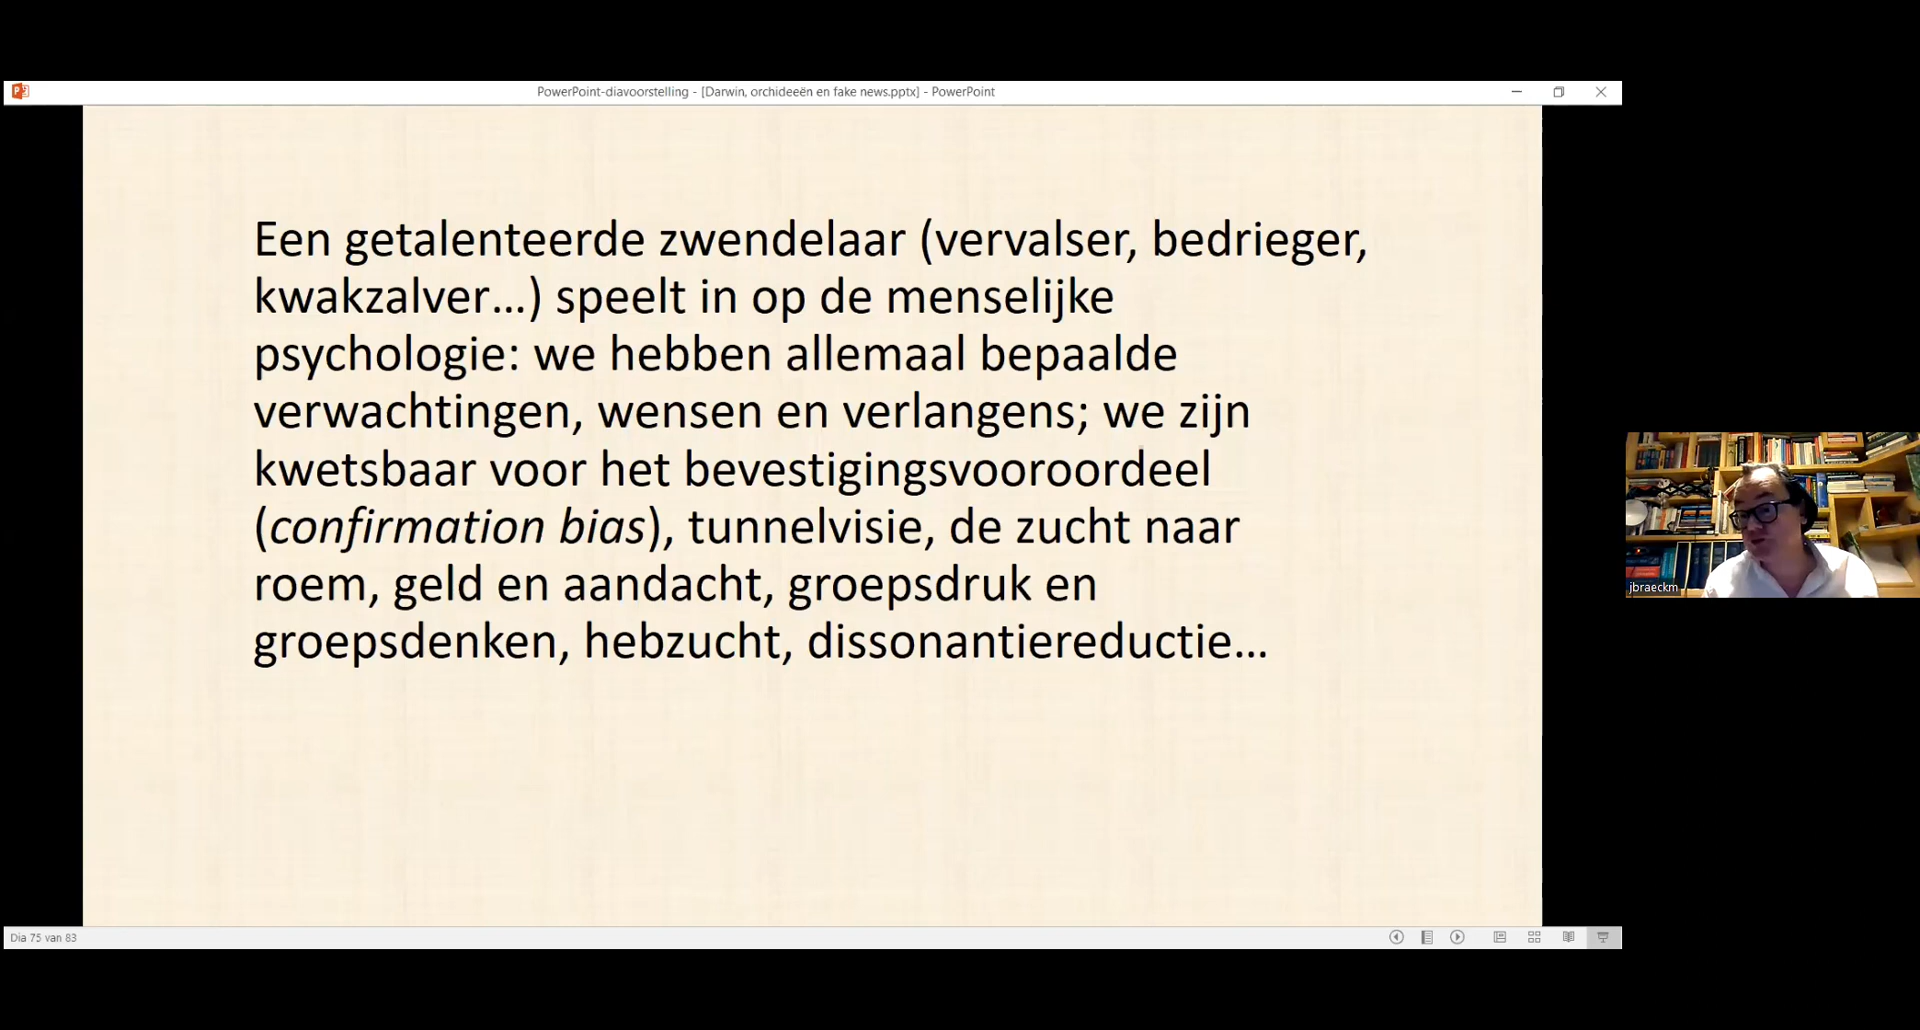 PowerPoint-diavoorstelling - [Darwin, orchideeën en fake news.pptx] - PowerPoint
Een getalenteerde zwendelaar (vervalser, bedrieger,
kwakzalver...) speelt in op de menselijke
psychologie: we hebben allemaal bepaalde
verwachtingen, wensen en verlangens; we zijn
kwetsbaar voor het bevestigingsvooroordeel
(confirmation bias), tunnelvisie, de zucht naar
roem, geld en aandacht, groepsdruk en
groepsdenken, hebzucht, dissonantiereductie...
jbraeckm
Dia 75 van 83